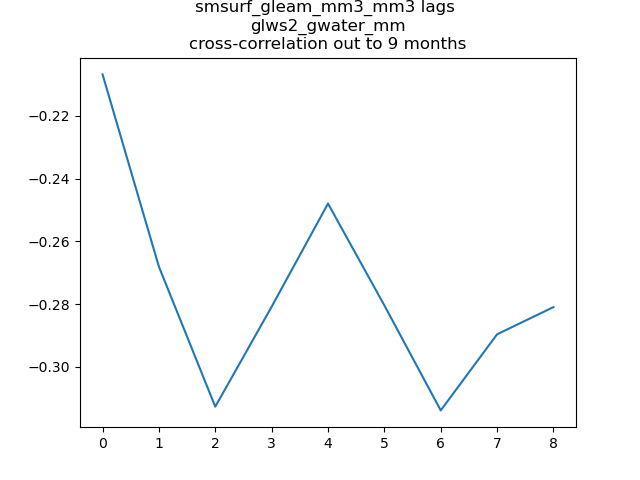 smsurf_gleam_mm3_mm3 lags
glws2_gwater_mm
cross-correlation out to 9 months
−0.22
−0.24
−0.26
−0.28
−0.30
0 1 2 3 4 5 6 7 8